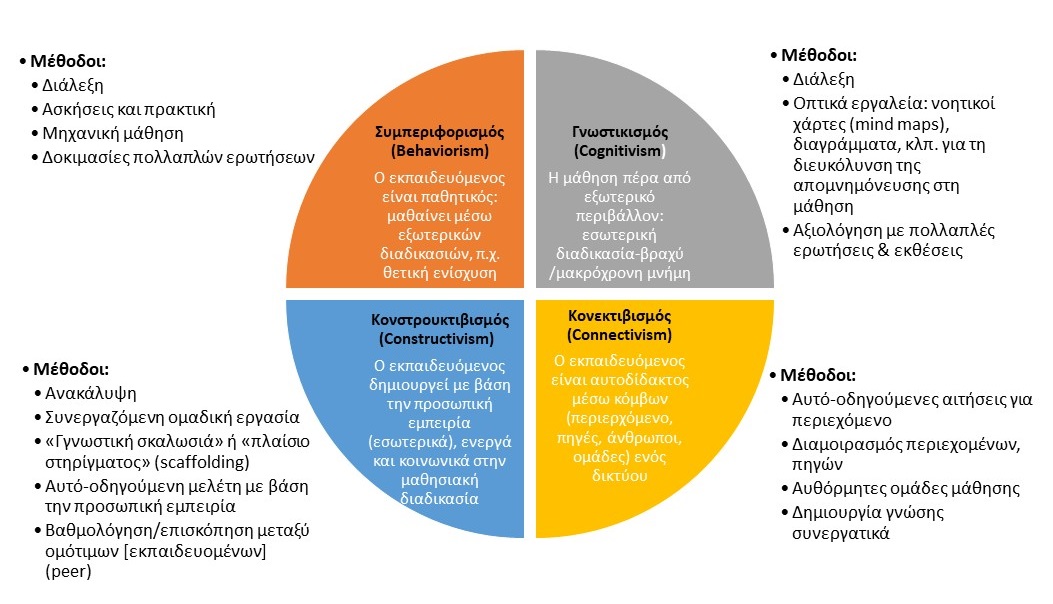 • Μέθοδοι:
• Διάλεξη
• Ασκήσεις και πρακτική
• Μηχανική μάθηση
• Δοκιμασίες πολλαπλών ερωτήσεων
Συμπεριφορισμός
(Behaviorism)
Ο εκπαιδευόμενος
είναι παθητικός:
μαθαίνει μέσω
εξωτερικών
διαδικασιών, π.χ.
θετική ενίσχυση
Γνωστικισμός
(Cognitivism)
Η μάθηση πέρα από
εξωτερικό
περιβάλλον:
εσωτερική
διαδικασία-βραχύ
/μακρόχρονη μνήμη
• Μέθοδοι:
• Διάλεξη
• Οπτικά εργαλεία: νοητικοί
χάρτες (mind maps),
διαγράμματα, κλπ. για τη
διευκόλυνση της
απομνημόνευσης στη
μάθηση
• Αξιολόγηση με πολλαπλές
ερωτήσεις & εκθέσεις
• Μέθοδοι:
• Ανακάλυψη
• Συνεργαζόμενη ομαδική εργασία
• «Γγνωστική σκαλωσιά» ή «πλαίσιο
στηρίγματος» (scaffolding)
• Αυτό-οδηγούμενη μελέτη με βάση
την προσωπική εμπειρία
• Βαθμολόγηση/επισκόπηση μεταξύ
ομότιμων [εκπαιδευομένων]
(peer)
Κονστρουκτιβισμός
(Constructivism)
Ο εκπαιδευόμενος
δημιουργεί με βάση
την προσωπική
εμπειρία
(εσωτερικά), ενεργά
και κοινωνικά στην
μαθησιακή
διαδικασία
Κονεκτιβισμός
(Connectivism)
Ο εκπαιδευόμενος
είναι αυτοδίδακτος
μέσω κόμβων
(περιερχόμενο,
πηγές, άνθρωποι,
ομάδες) ενός
δικτύου
• Μέθοδοι:
• Αυτό-οδηγούμενες αιτήσεις για
περιεχόμενο
• Διαμοιρασμός περιεχομένων,
πηγών
• Αυθόρμητες ομάδες μάθησης
• Δημιουργία γνώσης
συνεργατικά